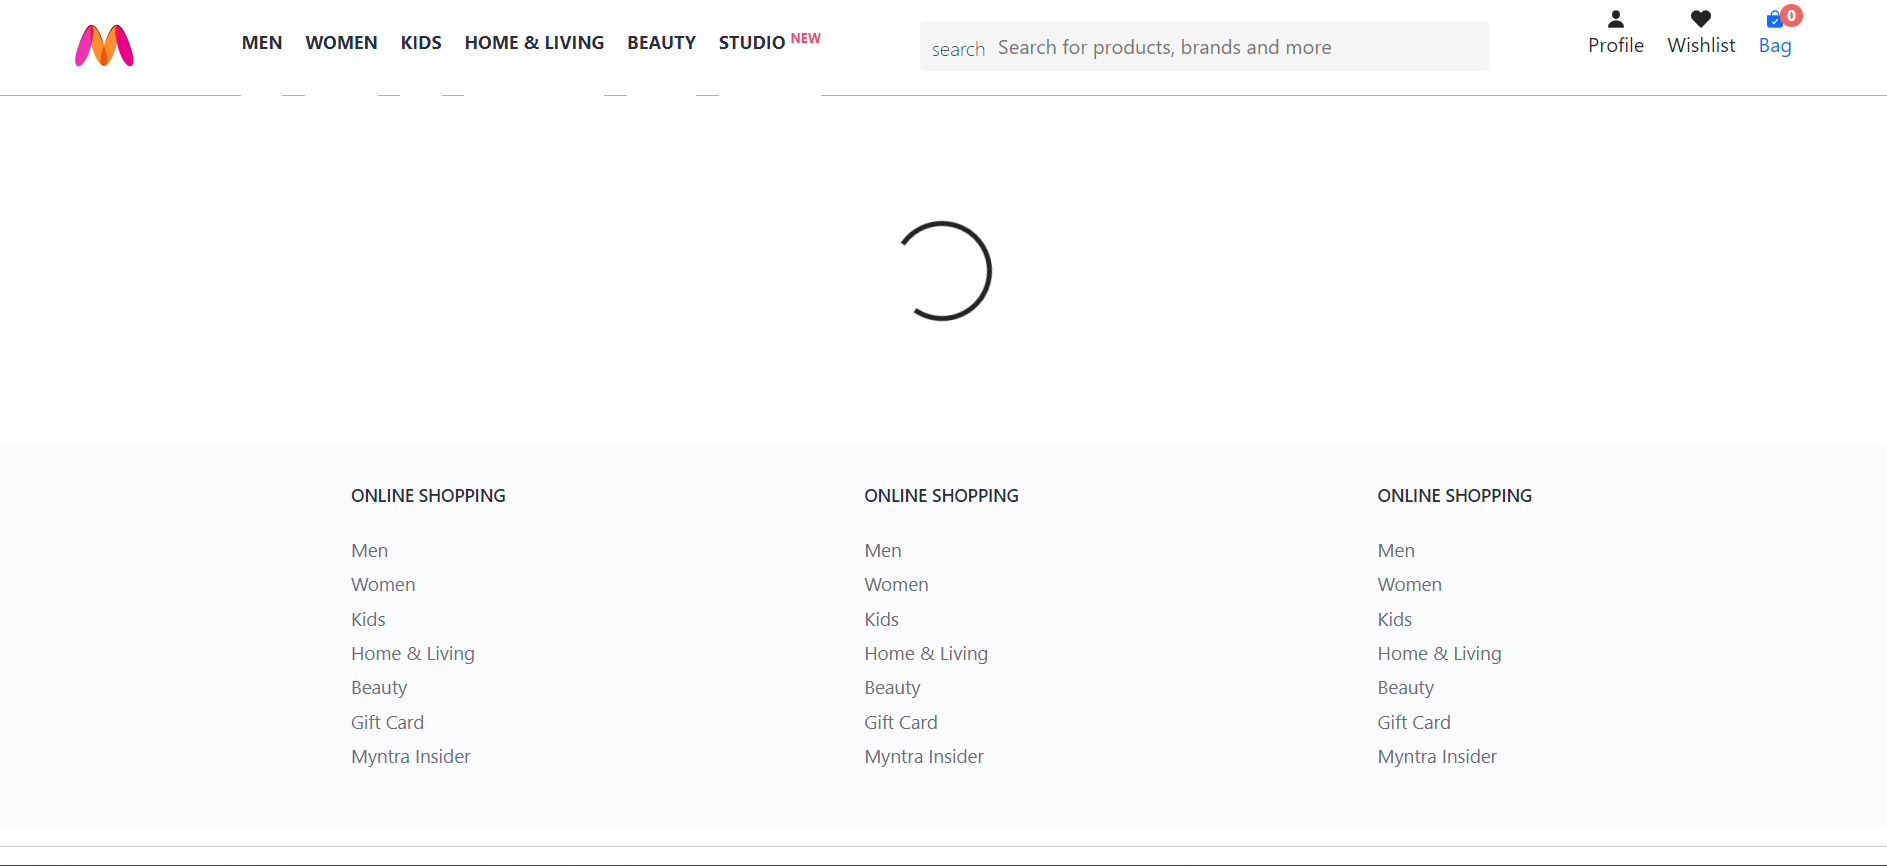 MEN WOMEN KIDS HOME & LIVING BEAUTY STUDIO NEW
search Search for products, brands and more
Profile Wishlist Bag 0
ONLINE SHOPPING
Men
Women
Kids
Home & Living
Beauty
Gift Card
Myntra Insider
ONLINE SHOPPING
Men
Women
Kids
Home & Living
Beauty
Gift Card
Myntra Insider
ONLINE SHOPPING
Men
Women
Kids
Home & Living
Beauty
Gift Card
Myntra Insider